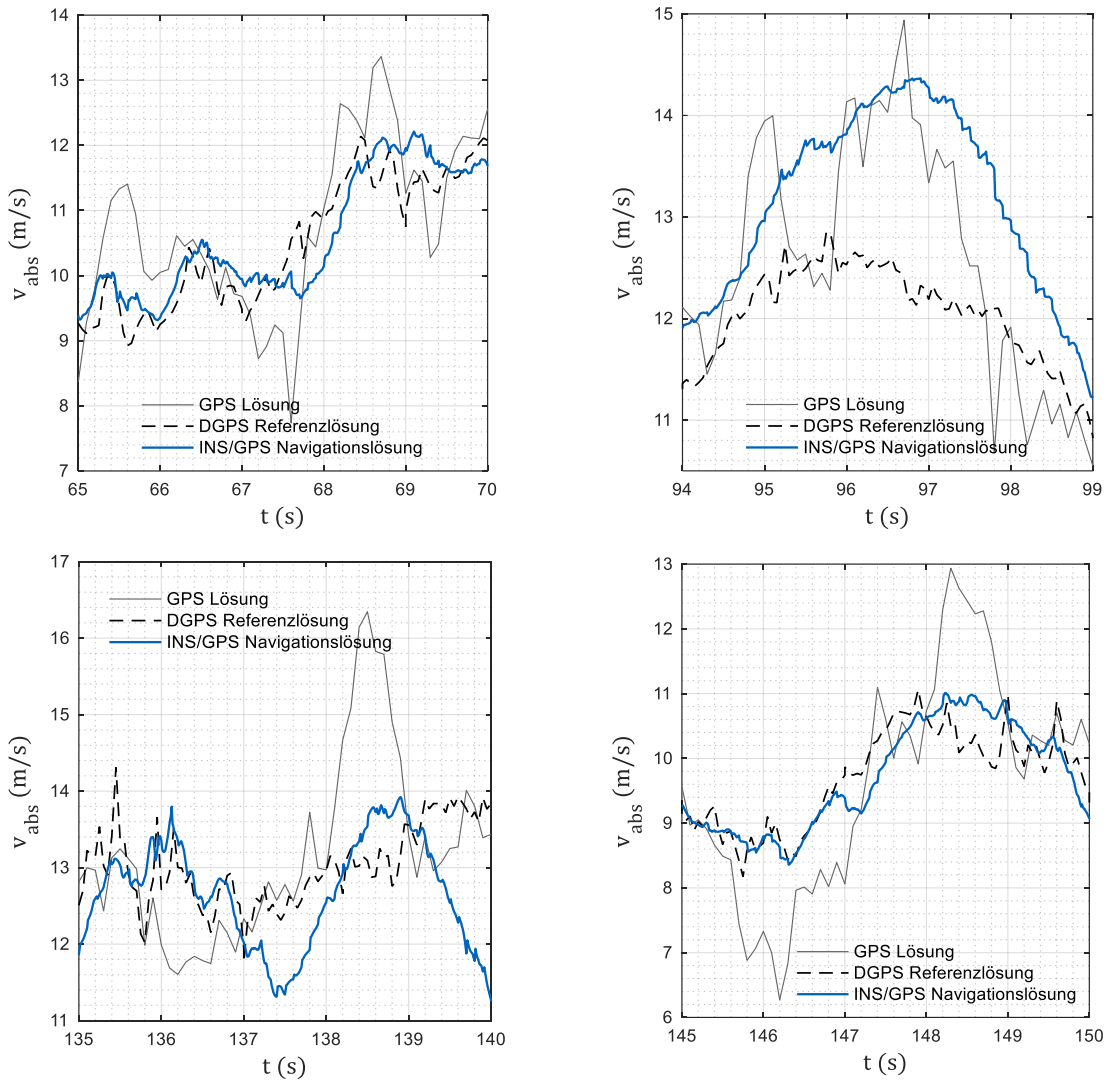 14
13
12
11
10
9
8
7
v_abs (m/s)
GPS Lösung
DGPS Referenzlösung
INS/GPS Navigationslösung
65 66 67 68 69 70
t (s)
15
14
13
12
11
v_abs (m/s)
GPS Lösung
DGPS Referenzlösung
INS/GPS Navigationslösung
94 95 96 97 98 99
t (s)
17
16
15
14
13
12
11
v_abs (m/s)
GPS Lösung
DGPS Referenzlösung
INS/GPS Navigationslösung
135 136 137 138 139 140
t (s)
13
12
11
10
9
8
7
6
v_abs (m/s)
GPS Lösung
DGPS Referenzlösung
INS/GPS Navigationslösung
145 146 147 148 149 150
t (s)